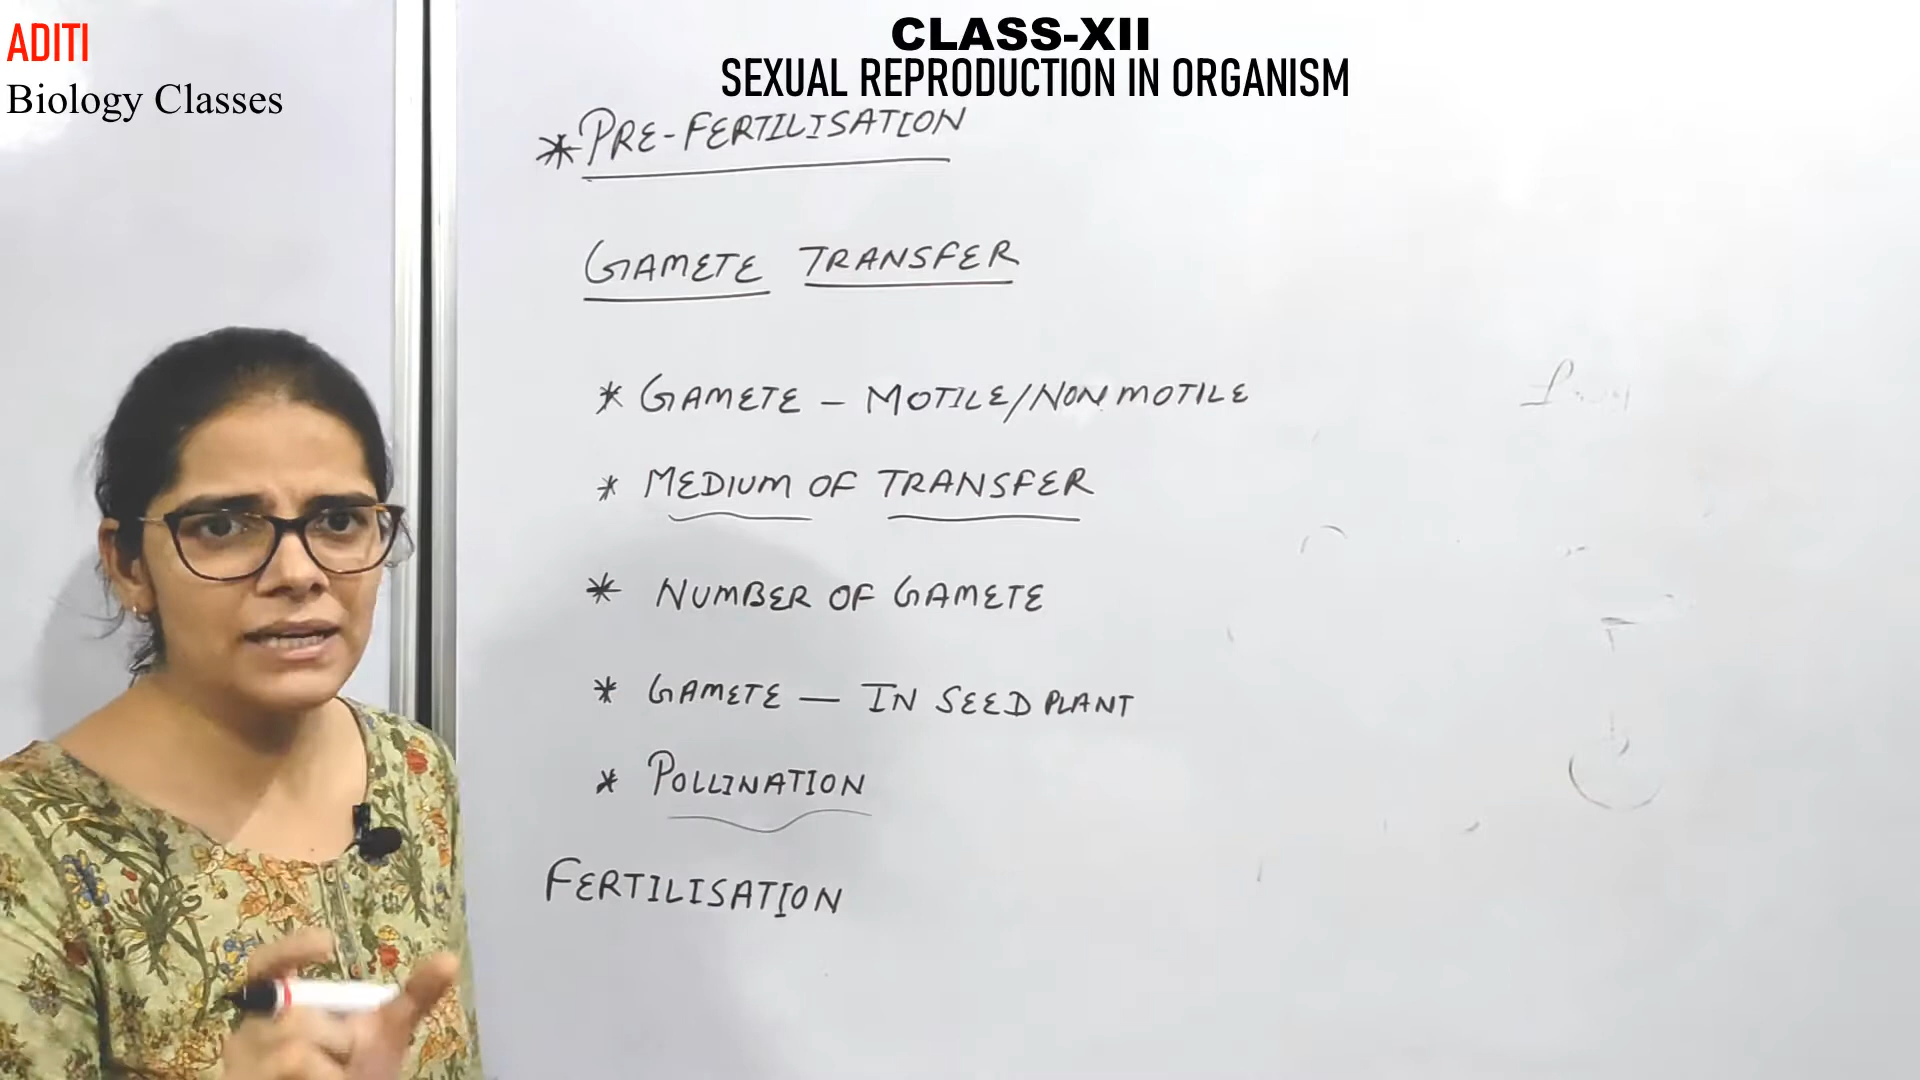 ADITI
Biology Classes
CLASS-XII
SEXUAL REPRODUCTION IN ORGANISM
* PRE-FERTILISATION
GAMETE TRANSFER
* GAMETE - MOTILE/NON MOTILE
* MEDIUM OF TRANSFER
* NUMBER OF GAMETE
* GAMETE — IN SEED PLANT
* POLLINATION
FERTILISATION